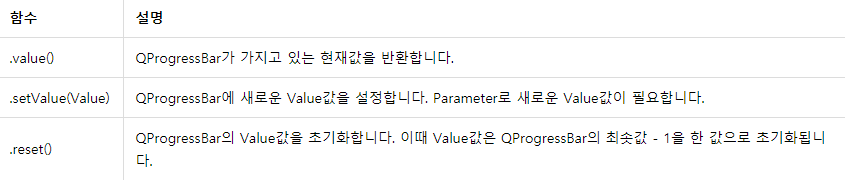 함수 설명
.value() QProgressBar가 가지고 있는 현재값을 반환합니다.
.setValue(Value) QProgressBar에 새로운 Value값을 설정합니다. Parameter로 새로운 Value값이 필요합니다.
.reset() QProgressBar의 Value값을 초기화합니다. 이때 Value값은 QProgressBar의 최솟값 - 1을 한 값으로 초기화됩니
다.